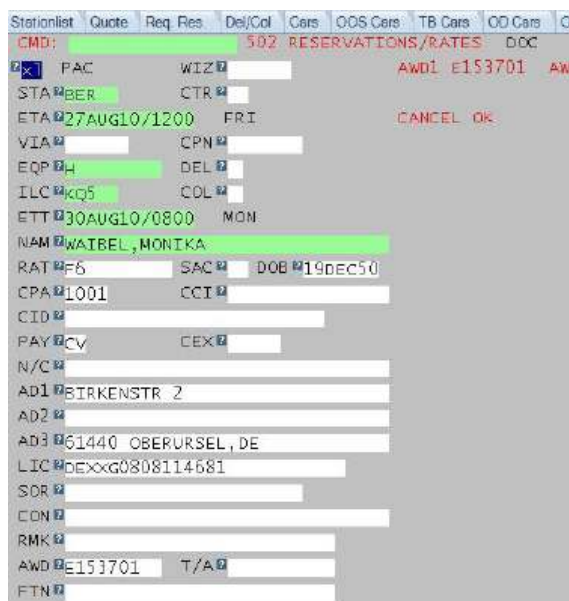 Stationlist Quote Req. Res. Del/Col Cars OOS Cars TB Cars OD Cars
CMD: 502 RESERVATIONS/RATES DOC
x1 PAC WIZ AWD1 E153701 AW
STA BER CTR
ETA 27AUG10/1200 FRI CANCEL OK
VIA CPN
EQP H DEL
ILC KQ5 COL
ETT 30AUG10/0800 MON
NAM WAIBEL,MONIKA
RAT F6 SAC DOB 19DEC50
CPA 1001 CCI
CID
PAY CV CEX
N/C
AD1 BIRKENSTR 2
AD2
AD3 61440 OBERURSEL,DE
LIC DEXXG0808114681
SOR
CON
RMK
AWD E153701 T/A
FTN